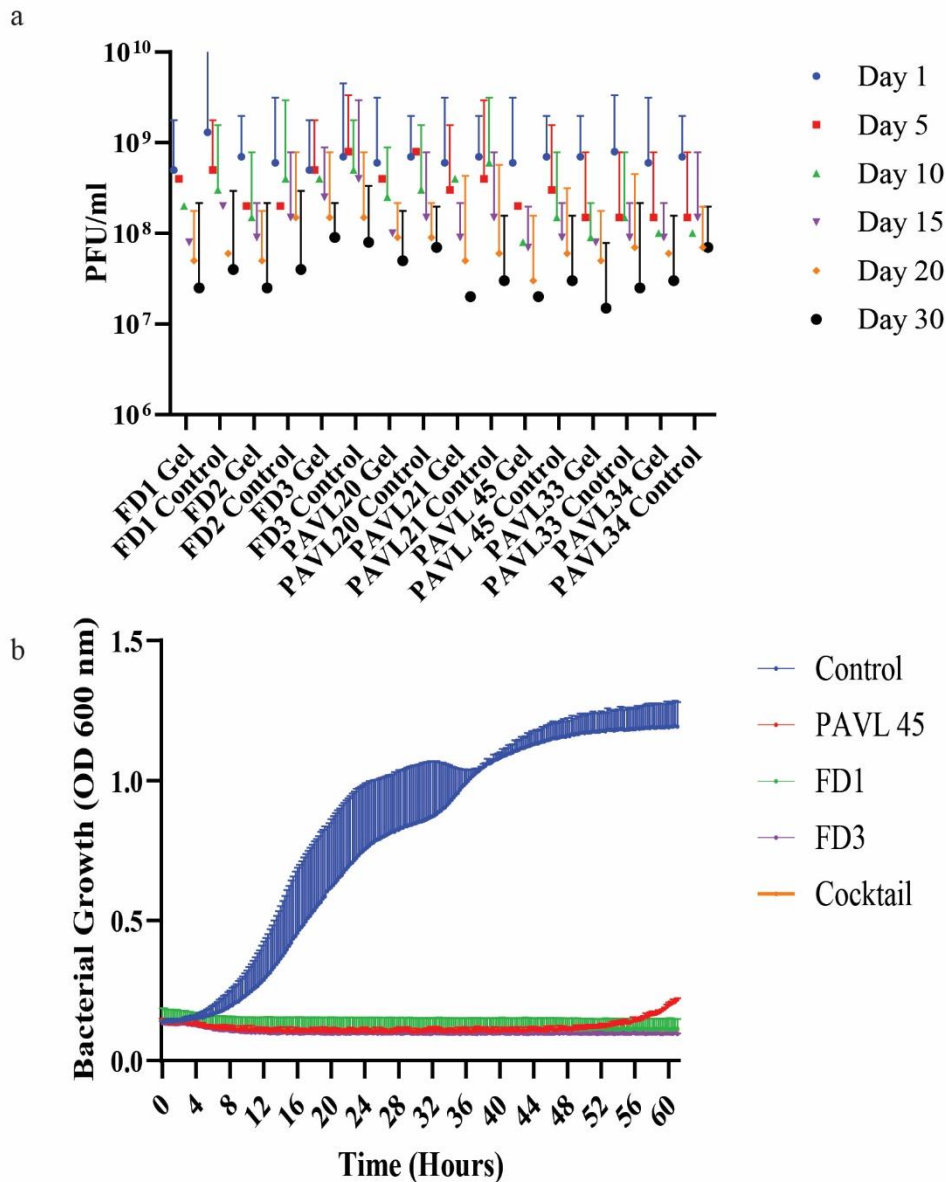 a
10¹⁰
10⁹
10⁸
10⁷
10⁶
PFU/ml
FD1 Gel
FD1 Control
FD2 Gel
FD2 Control
FD3 Gel
FD3 Control
PAVL20 Gel
PAVL20 Control
PAVL21 Gel
PAVL21 Control
PAVL 45 Gel
PAVL 45 Control
PAVL33 Gel
PAVL33 Cnotrol
PAVL34 Gel
PAVL34 Control
Day 1
Day 5
Day 10
Day 15
Day 20
Day 30
b
1.5
1.0
0.5
0.0
Bacterial Growth (OD 600 nm)
0 4 8 12 16 20 24 28 32 36 40 44 48 52 56 60
Time (Hours)
Control
PAVL 45
FD1
FD3
Cocktail